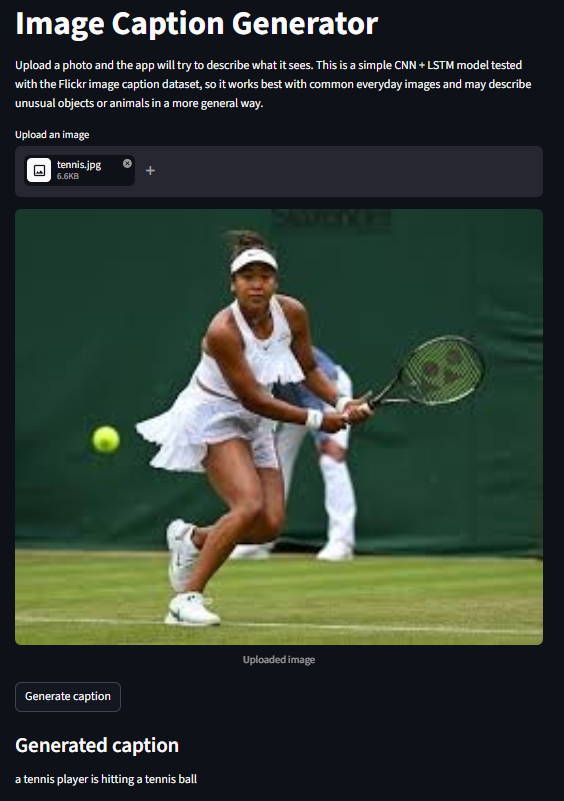 Image Caption Generator
Upload a photo and the app will try to describe what it sees. This is a simple CNN + LSTM model tested
with the Flickr image caption dataset, so it works best with common everyday images and may describe
unusual objects or animals in a more general way.
Upload an image
tennis.jpg
6.6KB
Uploaded image
Generate caption
Generated caption
a tennis player is hitting a tennis ball